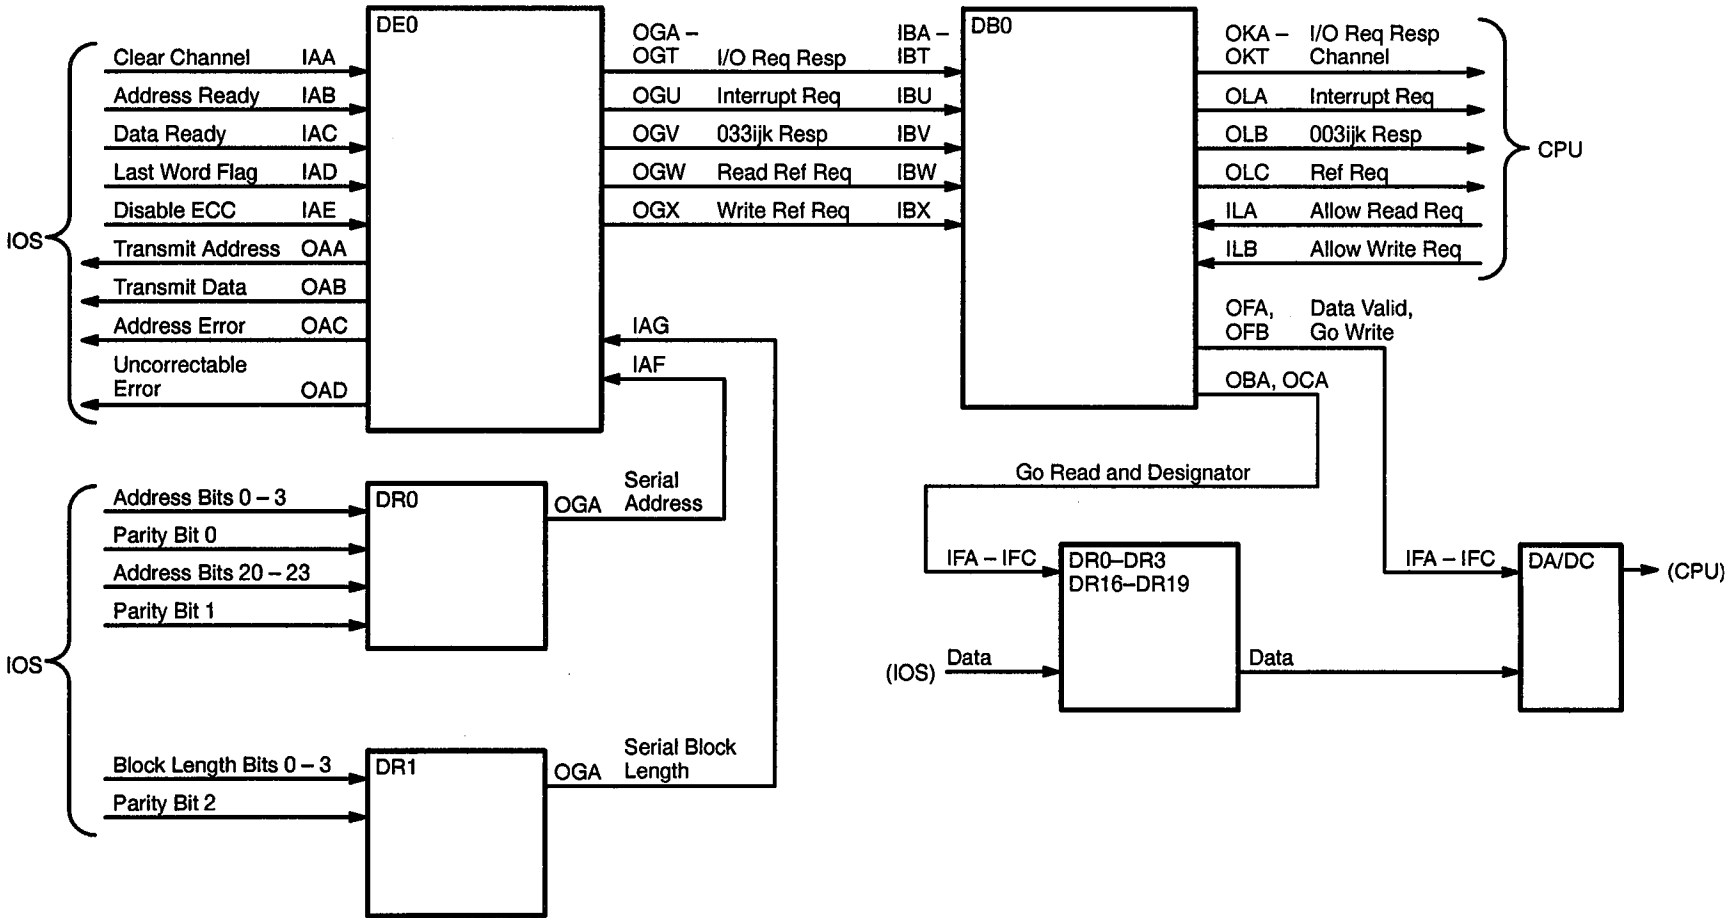 DE0
IOS
Clear Channel IAA
Address Ready IAB
Data Ready IAC
Last Word Flag IAD
Disable ECC IAE
Transmit Address OAA
Transmit Data OAB
Address Error OAC
Uncorrectable
Error OAD
OGA –
OGT I/O Req Resp
OGU Interrupt Req
OGV 033ijk Resp
OGW Read Ref Req
OGX Write Ref Req
IBA –
IBT
IBU
IBV
IBW
IBX
IAG
IAF
DB0
OKA – I/O Req Resp
OKT Channel
OLA Interrupt Req
OLB 003ijk Resp
OLC Ref Req
ILA Allow Read Req
ILB Allow Write Req
CPU
OFA, Data Valid,
OFB Go Write
OBA, OCA
Go Read and Designator
IOS
Address Bits 0 – 3
Parity Bit 0
Address Bits 20 – 23
Parity Bit 1
DR0
OGA
Serial
Address
Block Length Bits 0 – 3
Parity Bit 2
DR1
OGA
Serial Block
Length
IFA – IFC
DR0–DR3
DR16–DR19
(IOS) Data
Data
IFA – IFC
DA/DC
(CPU)